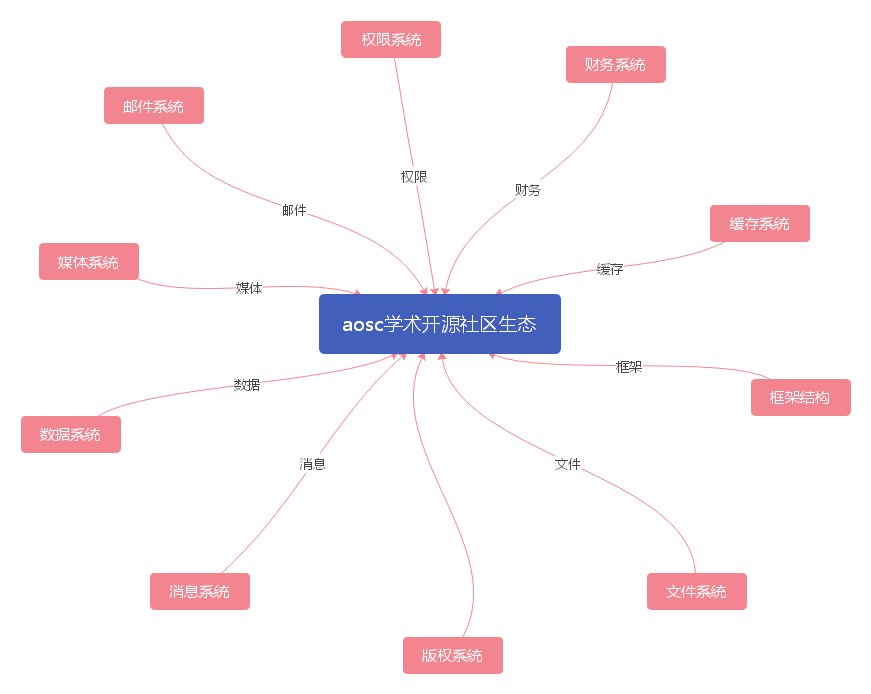 权限系统
财务系统
邮件系统
权限
财务
邮件
缓存系统
媒体系统
缓存
媒体
aosc学术开源社区生态
框架
数据
框架结构
数据系统
消息
文件
消息系统
文件系统
版权系统